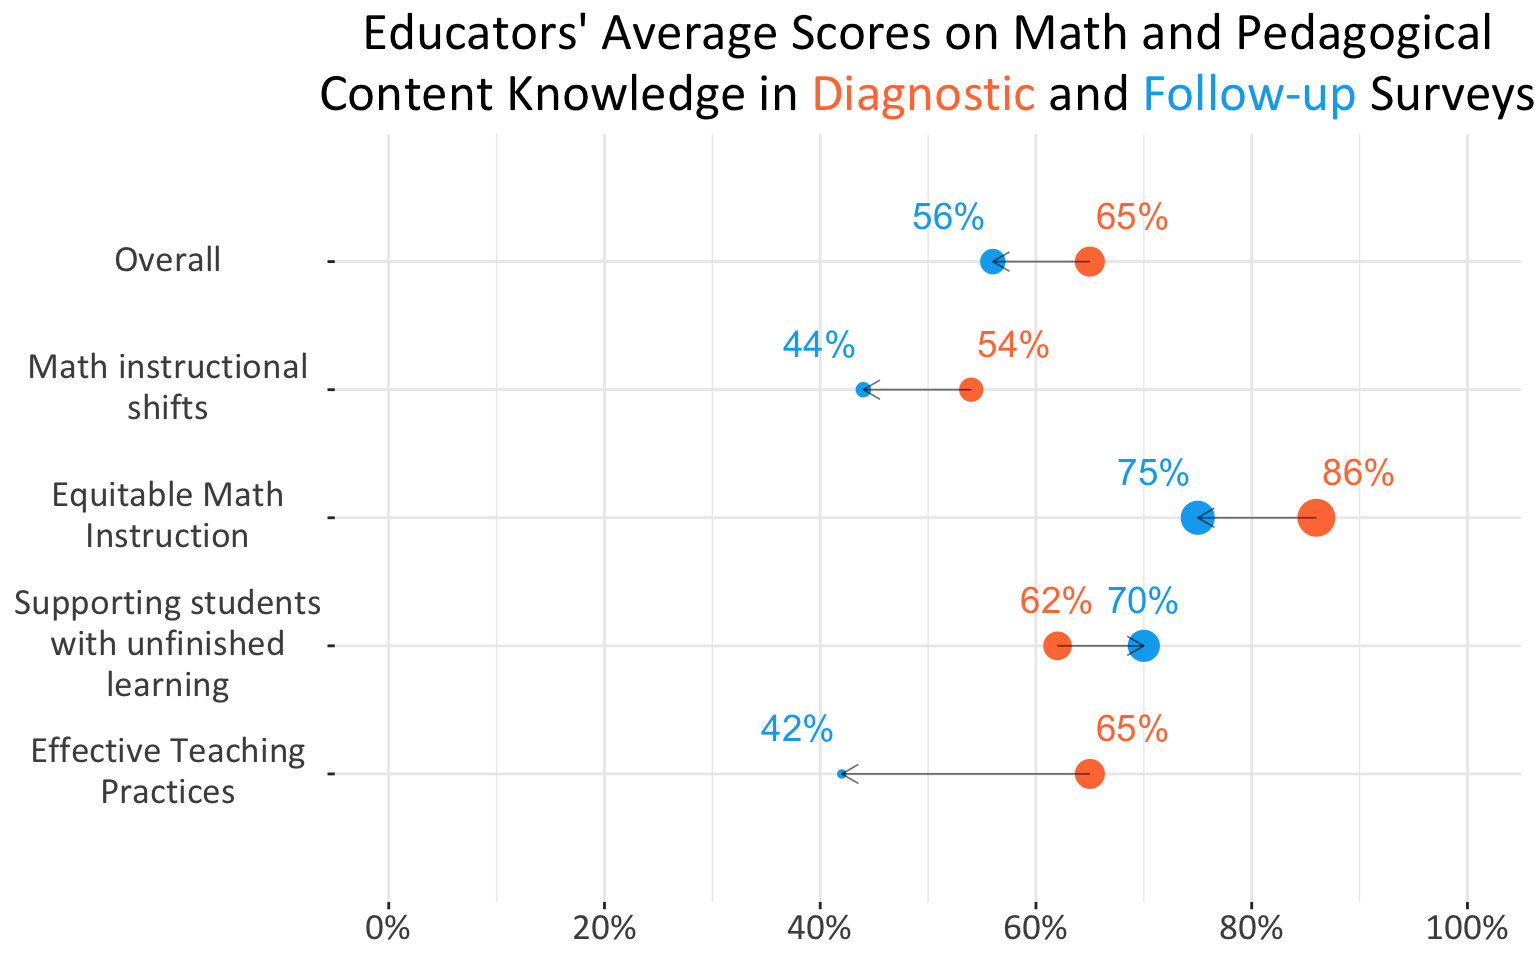 Educators' Average Scores on Math and Pedagogical
Content Knowledge in Diagnostic and Follow-up Surveys
56% 65%
Overall
44% 54%
Math instructional
shifts
75% 86%
Equitable Math
Instruction
62% 70%
Supporting students
with unfinished
learning
42% 65%
Effective Teaching
Practices
0% 20% 40% 60% 80% 100%